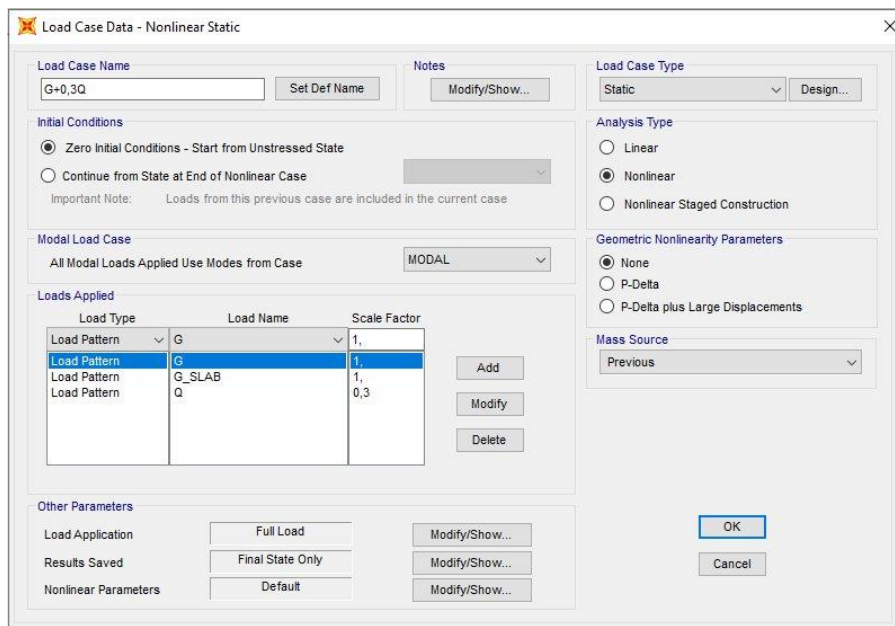 Load Case Data - Nonlinear Static
Load Case Name
G+0,3Q
Set Def Name
Notes
Modify/Show...
Load Case Type
Static
Design...
Initial Conditions
Zero Initial Conditions - Start from Unstressed State
Continue from State at End of Nonlinear Case
Important Note: Loads from this previous case are included in the current case
Analysis Type
Linear
Nonlinear
Nonlinear Staged Construction
Modal Load Case
All Modal Loads Applied Use Modes from Case
MODAL
Geometric Nonlinearity Parameters
None
P-Delta
P-Delta plus Large Displacements
Loads Applied
Load Type Load Name Scale Factor
Load Pattern G 1,
Load Pattern G 1,
Load Pattern G_SLAB 1,
Load Pattern Q 0,3
Add
Modify
Delete
Mass Source
Previous
Other Parameters
Load Application Full Load Modify/Show...
Results Saved Final State Only Modify/Show...
Nonlinear Parameters Default Modify/Show...
OK
Cancel